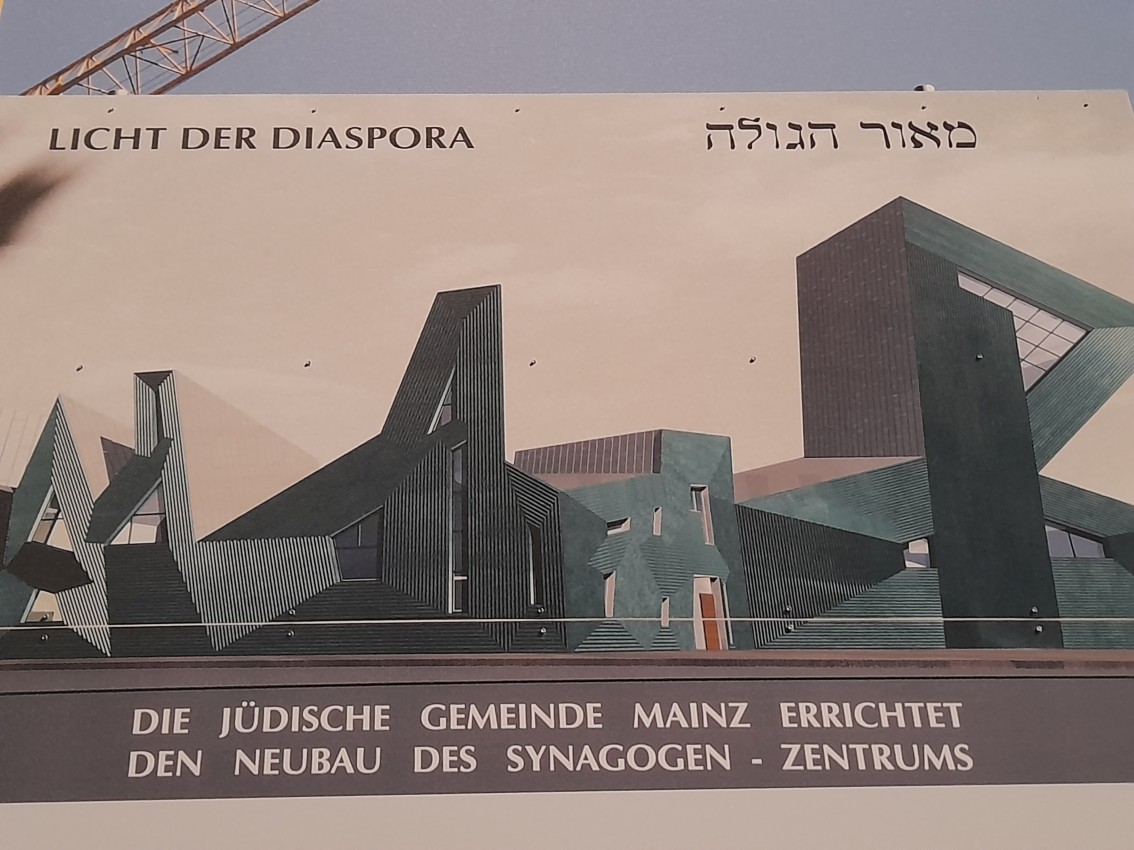 LICHT DER DIASPORA
מאור הגולה
DIE JÜDISCHE GEMEINDE MAINZ ERRICHTET
DEN NEUBAU DES SYNAGOGEN - ZENTRUMS